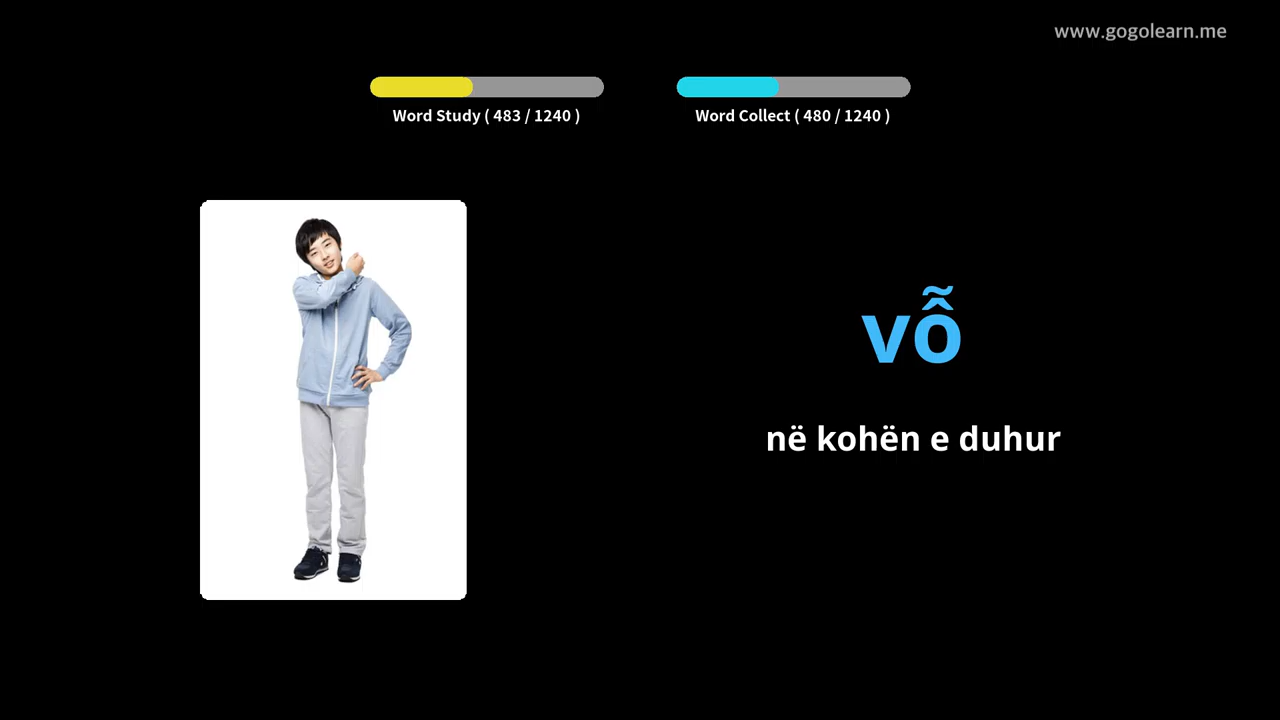 www.gogolearn.me
Word Study ( 483 / 1240 )
Word Collect ( 480 / 1240 )
vỗ
në kohën e duhur